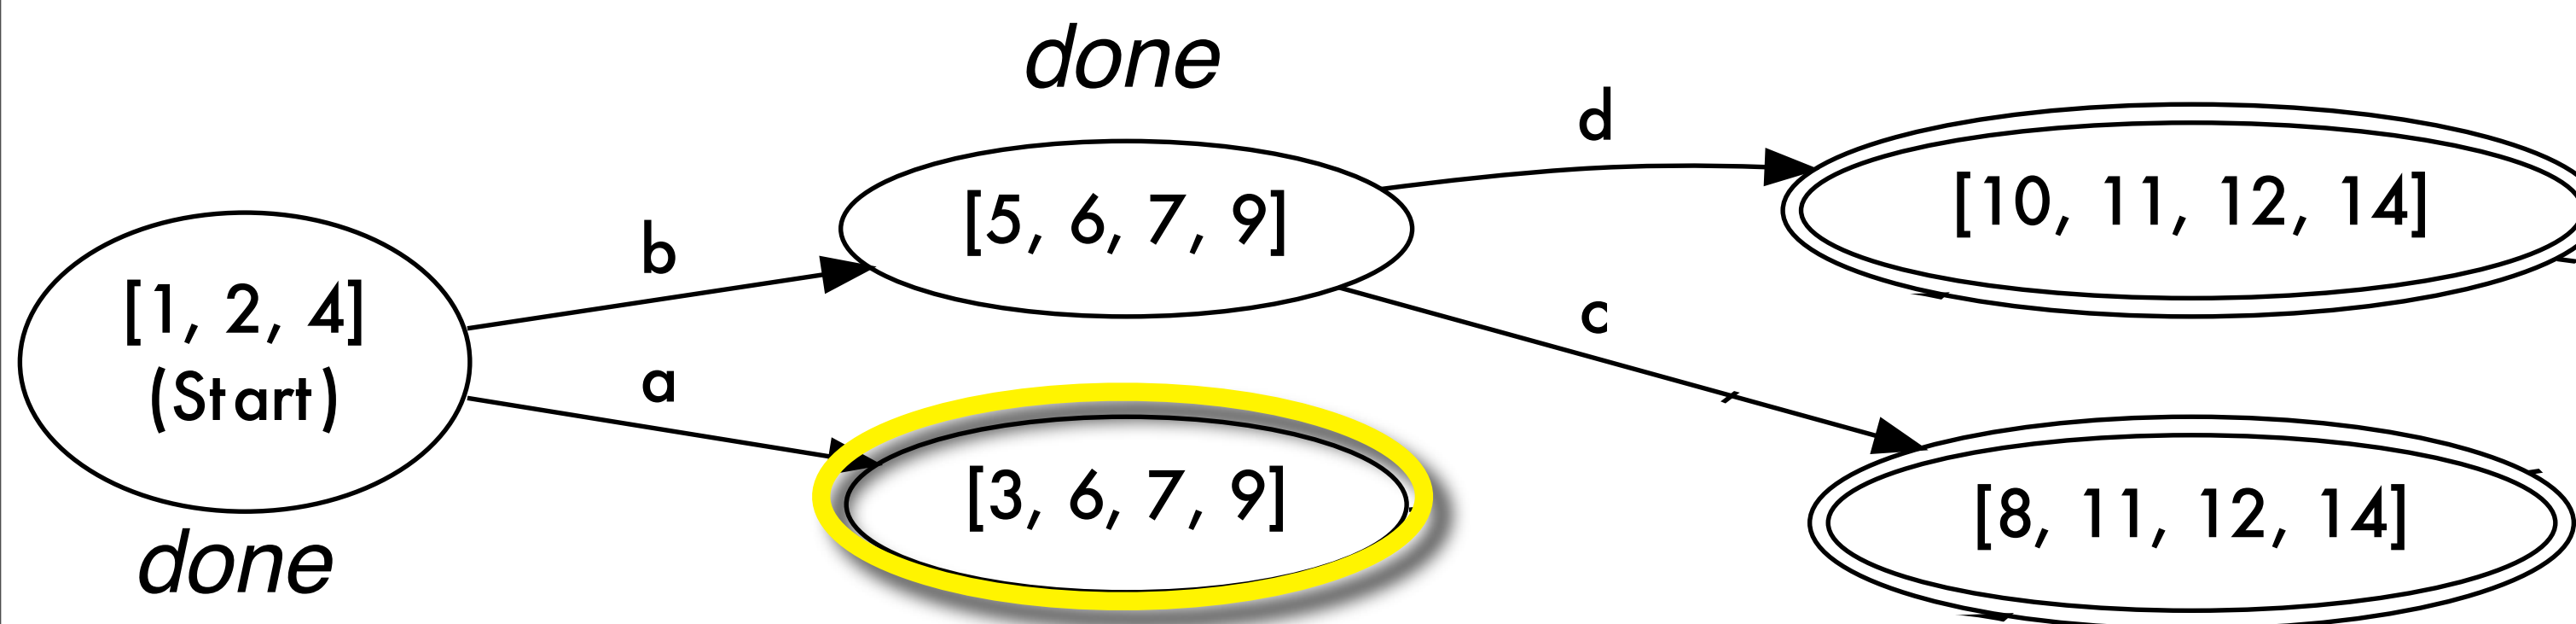 done
d
[10, 11, 12, 14]
[5, 6, 7, 9]
b
[1, 2, 4]
(Start)
c
a
[3, 6, 7, 9]
[8, 11, 12, 14]
done